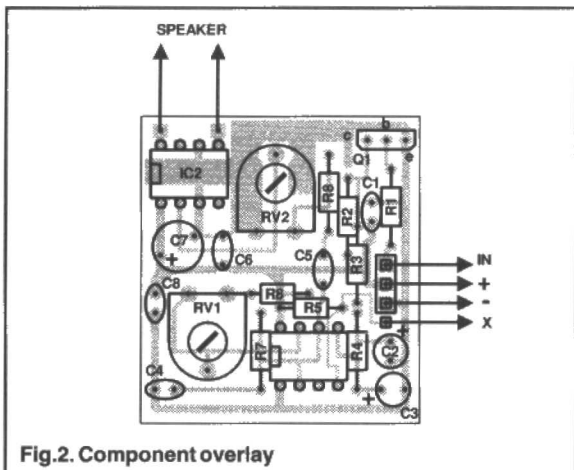 SPEAKER
b
c
e
Q1
IC2
RV2
R8
R2
C1
R1
C7
+
C6
C5
R3
IN
+
-
X
C8
RV1
R6
R5
+
C2
R7
R4
C4
+
C3
Fig.2. Component overlay